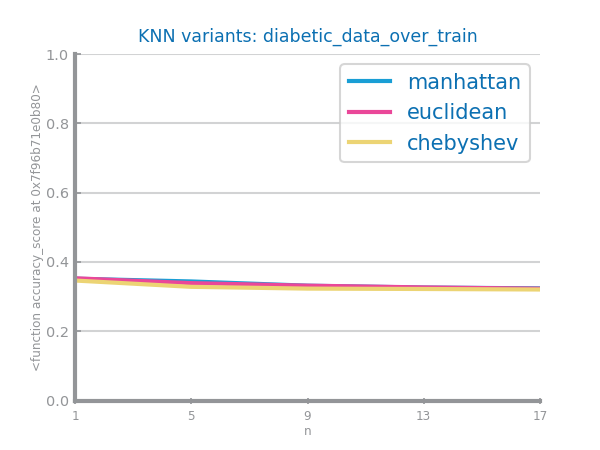 KNN variants: diabetic_data_over_train
<function accuracy_score at 0x7f96b71e0b80>
1.0
0.8
0.6
0.4
0.2
0.0
manhattan
euclidean
chebyshev
1 5 9 13 17
n